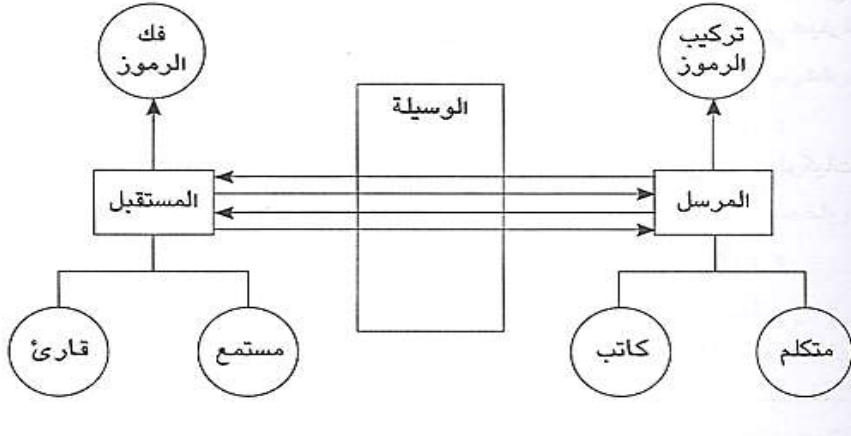 تركيب
الرموز
فك
الرموز
الوسيلة
المرسل
المستقبل
متكلم
كاتب
مستمع
قارئ